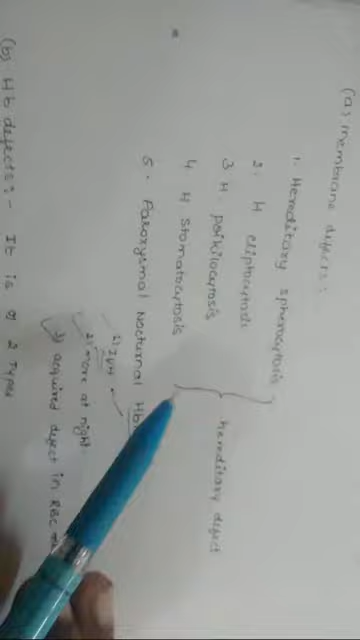 (a) membrane defects:
1. Hereditary spherocytosis
2. H elliptocytosis
3 H. poikilocytosis
4 H stomatocytosis
hereditary defect
5. Paroxysmal Nocturnal
1) IVH
2) more at night
3) acquired defect in RBC
(b) Hb defects:- It is of 2 types